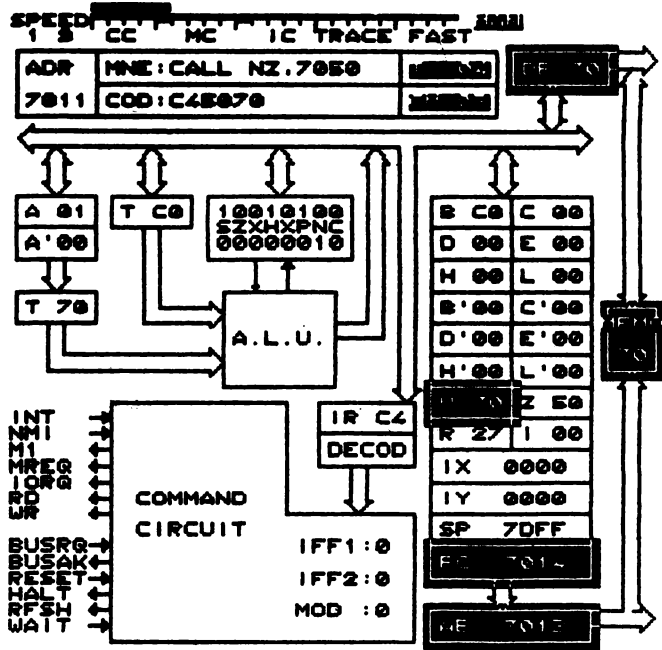 SPEED
1 S CC MC IC TRACE FAST
ADR MNE:CALL NZ.7050
7011 COD:C45070
A 01 T C0 10010100 B C0 C 00
A'00 SZXHXPNC D 00 E 00
00000010 H 00 L 00
T 70 B'00 C'00
A.L.U. D'00 E'00
H'00 L'00
INT IR C4 70 Z 50
NMI DECOD R 27 I 00
M1
MREQ IX 0000
IORQ
RD COMMAND IY 0000
WR CIRCUIT SP 7DFF
BUSRQ IFF1:0
BUSAK
RESET IFF2:0
HALT
RFSH MOD :0
WAIT